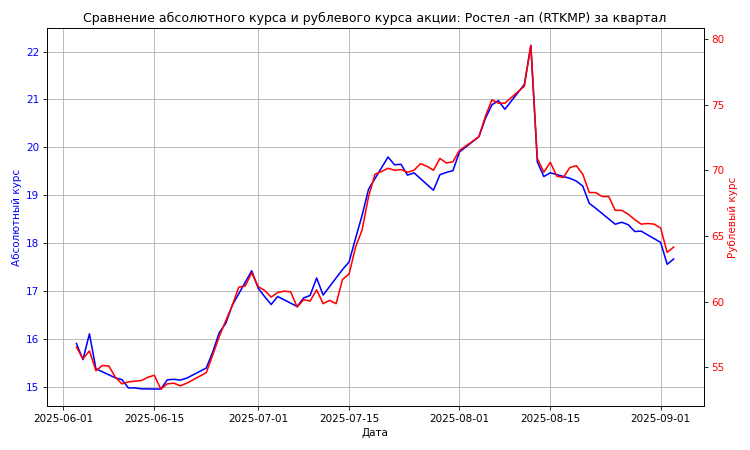 Сравнение абсолютного курса и рублевого курса акции: Ростел -ап (RTKMP) за квартал
Абсолютный курс
22
21
20
19
18
17
16
15
80
75
70
65
60
55
Рублевый курс
2025-06-01 2025-06-15 2025-07-01 2025-07-15 2025-08-01 2025-08-15 2025-09-01
Дата